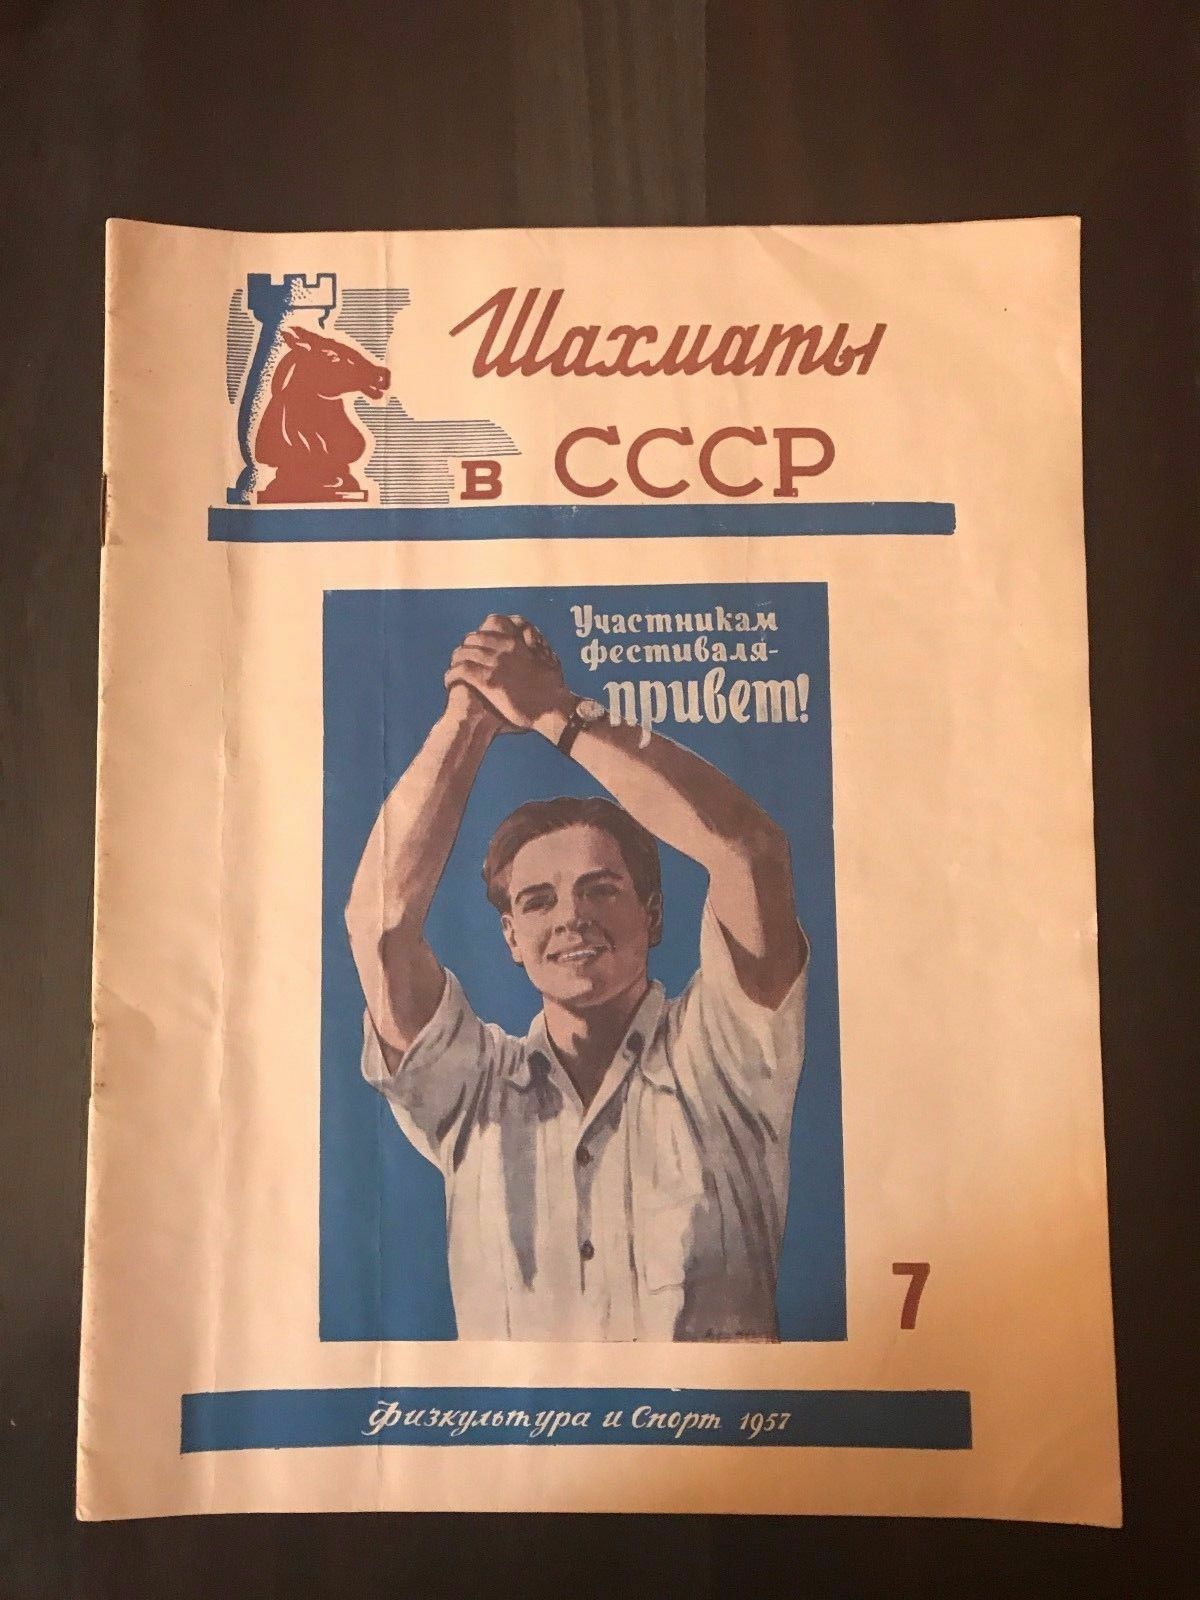 Шахматы
в СССР
Участникам
фестиваля-
привет!
7
Физкультура и Спорт 1957